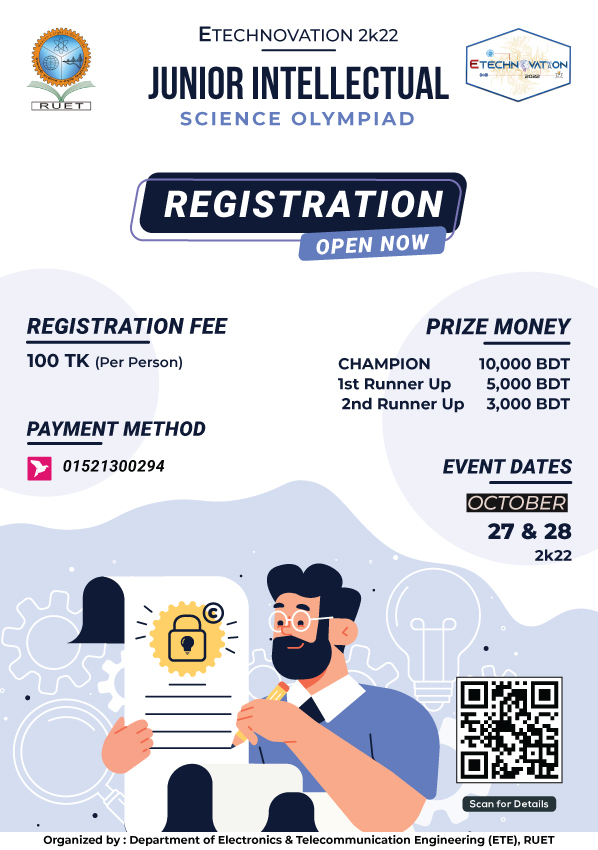 ETECHNOVATION 2k22
JUNIOR INTELLECTUAL
SCIENCE OLYMPIAD
RUET
ETECHNOVATION
2022
REGISTRATION
OPEN NOW
REGISTRATION FEE
100 TK (Per Person)
PAYMENT METHOD
01521300294
PRIZE MONEY
CHAMPION 10,000 BDT
1st Runner Up 5,000 BDT
2nd Runner Up 3,000 BDT
EVENT DATES
OCTOBER
27 & 28
2k22
C
Scan for Details
Organized by : Department of Electronics & Telecommunication Engineering (ETE), RUET